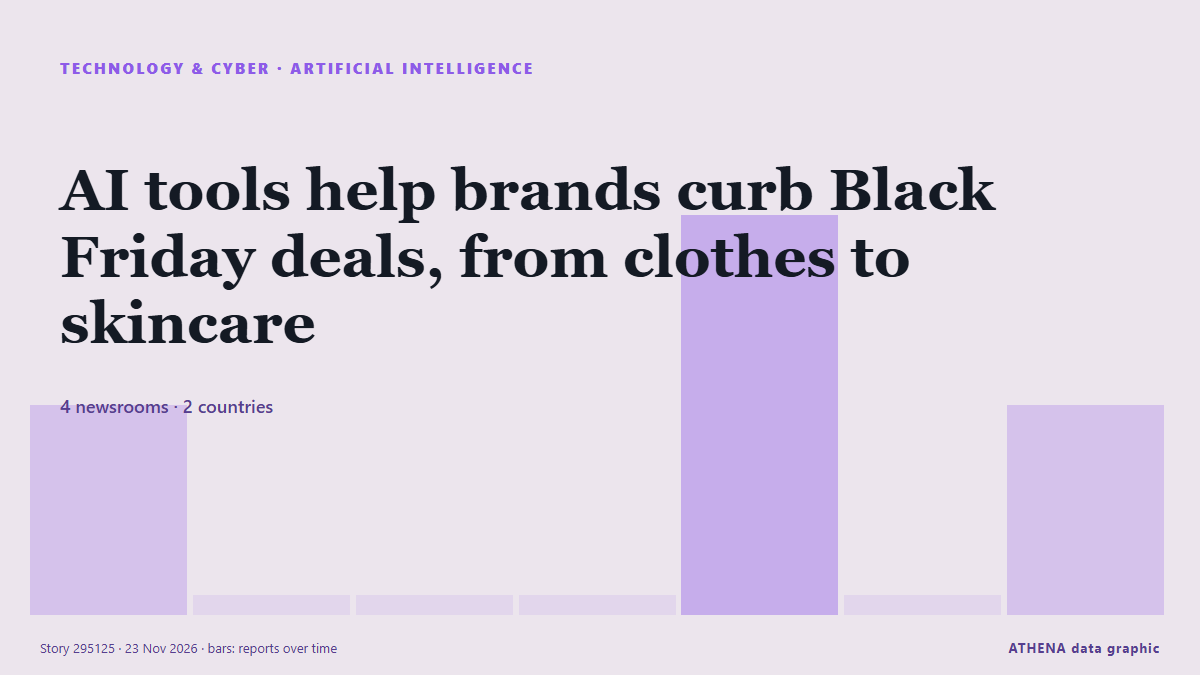 TECHNOLOGY & CYBER · ARTIFICIAL INTELLIGENCE
AI tools help brands curb Black
Friday deals, from clothes to
skincare
4 newsrooms · 2 countries
Story 295125 · 23 Nov 2026 · bars: reports over time
ATHENA data graphic